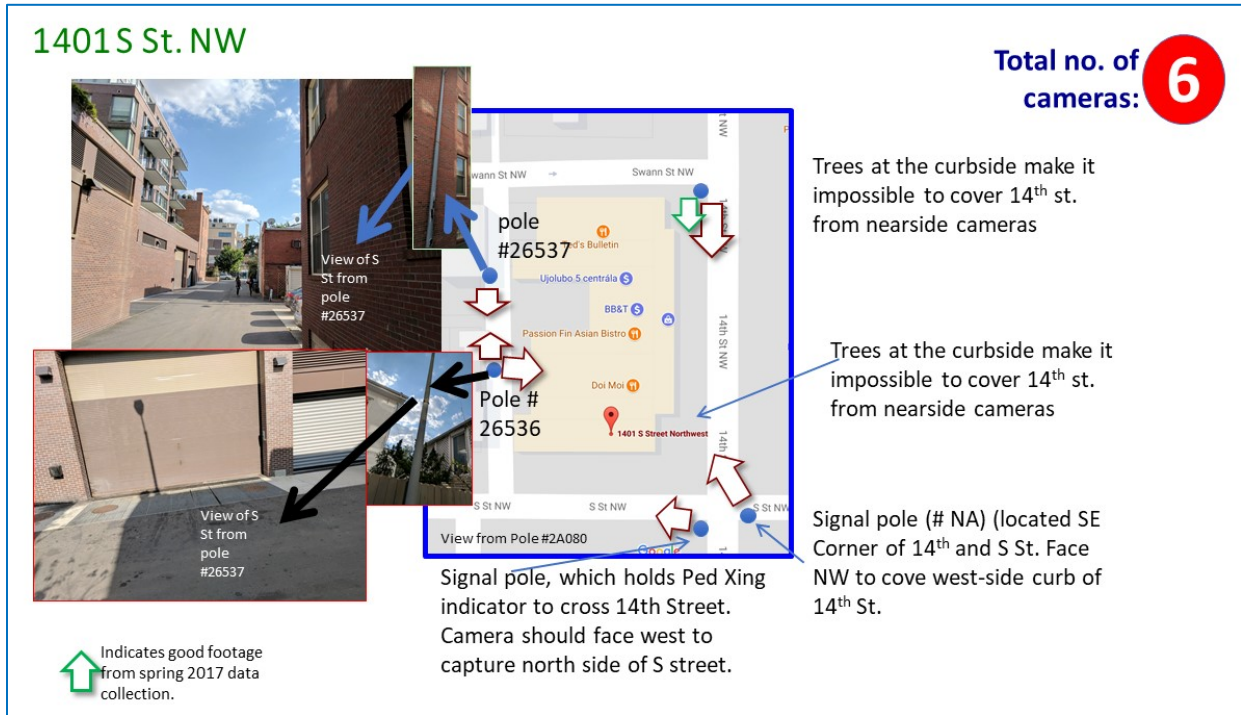 1401 S St. NW
Total no. of
cameras:
6
View of S
St from
pole
#26537
pole
#26537
Pole #
26536
View of S
St from
pole
#26537
Swann St NW
Swann St NW
ed's Bulletin
Ujolubo 5 centrála
BB&T
Passion Fin Asian Bistro
Doi Moi
1401 S Street Northwest
14th St NW
14th
S St NW
S St NW
S St NW
View from Pole #2A080
Google
Trees at the curbside make it
impossible to cover 14th st.
from nearside cameras
Trees at the curbside make it
impossible to cover 14th st.
from nearside cameras
Signal pole (# NA) (located SE
Corner of 14th and S St. Face
NW to cove west-side curb of
14th St.
Signal pole, which holds Ped Xing
indicator to cross 14th Street.
Camera should face west to
capture north side of S street.
Indicates good footage
from spring 2017 data
collection.